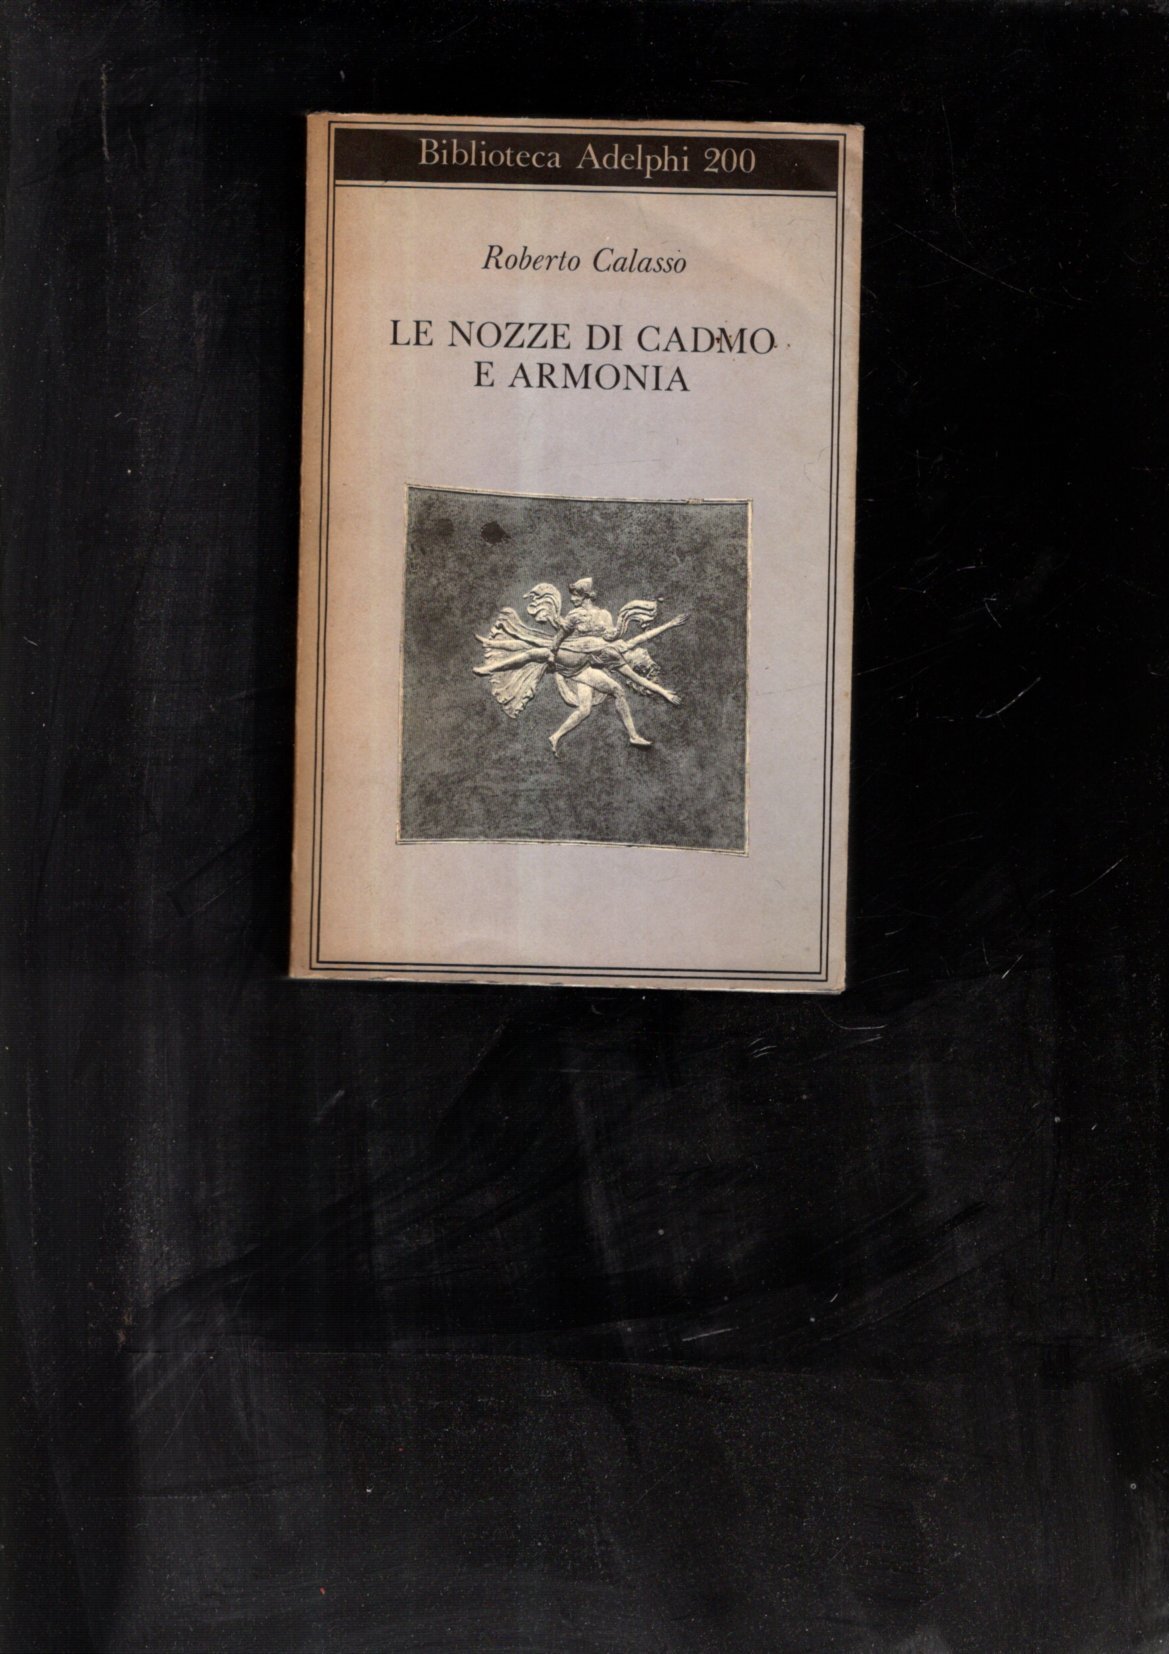 Biblioteca Adelphi 200
Roberto Calasso
LE NOZZE DI CADMO
E ARMONIA